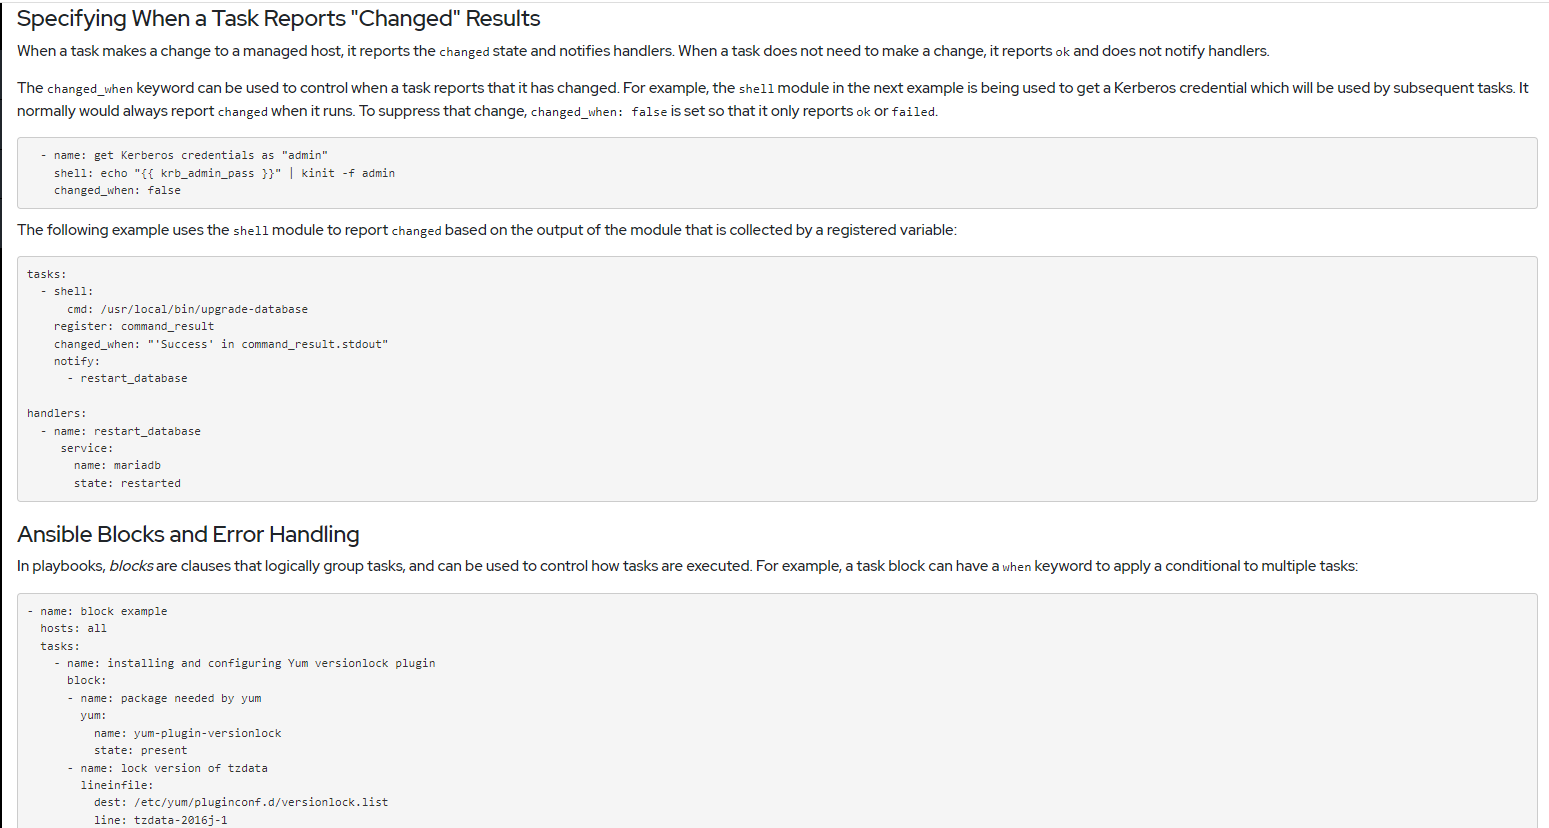 Specifying When a Task Reports "Changed" Results
When a task makes a change to a managed host, it reports the changed state and notifies handlers. When a task does not need to make a change, it reports ok and does not notify handlers.
The changed_when keyword can be used to control when a task reports that it has changed. For example, the shell module in the next example is being used to get a Kerberos credential which will be used by subsequent tasks. It
normally would always report changed when it runs. To suppress that change, changed_when: false is set so that it only reports ok or failed.
- name: get Kerberos credentials as "admin"
shell: echo "{{ krb_admin_pass }}" | kinit -f admin
changed_when: false
The following example uses the shell module to report changed based on the output of the module that is collected by a registered variable:
tasks:
- shell:
cmd: /usr/local/bin/upgrade-database
register: command_result
changed_when: "'Success' in command_result.stdout"
notify:
- restart_database
handlers:
- name: restart_database
service:
name: mariadb
state: restarted
Ansible Blocks and Error Handling
In playbooks, blocks are clauses that logically group tasks, and can be used to control how tasks are executed. For example, a task block can have a when keyword to apply a conditional to multiple tasks:
- name: block example
hosts: all
tasks:
- name: installing and configuring Yum versionlock plugin
block:
- name: package needed by yum
yum:
name: yum-plugin-versionlock
state: present
- name: lock version of tzdata
lineinfile:
dest: /etc/yum/pluginconf.d/versionlock.list
line: tzdata-2016j-1